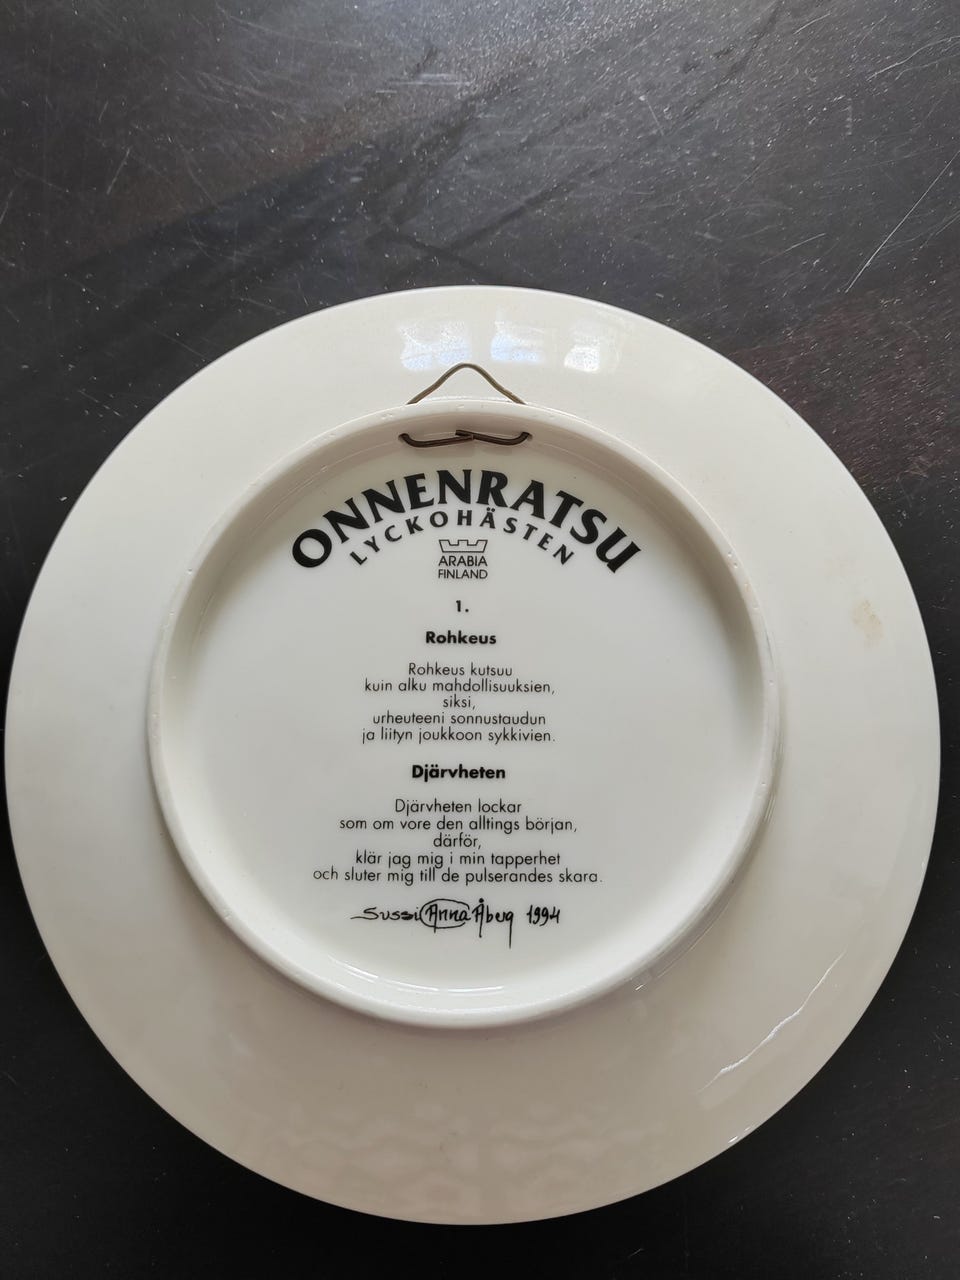 ONNENRATSU
LYCKOHÄSTEN
ARABIA
FINLAND
1.
Rohkeus
Rohkeus kutsuu
kuin alku mahdollisuuksien,
siksi,
urheuteeni sonnustaudun
ja liityn joukkoon sykkivien.
Djärvheten
Djärvheten lockar
som om vore den alltings början,
därför,
klär jag mig i min tapperhet
och sluter mig till de pulserandes skara.
Sussi Anna Åberg 1994